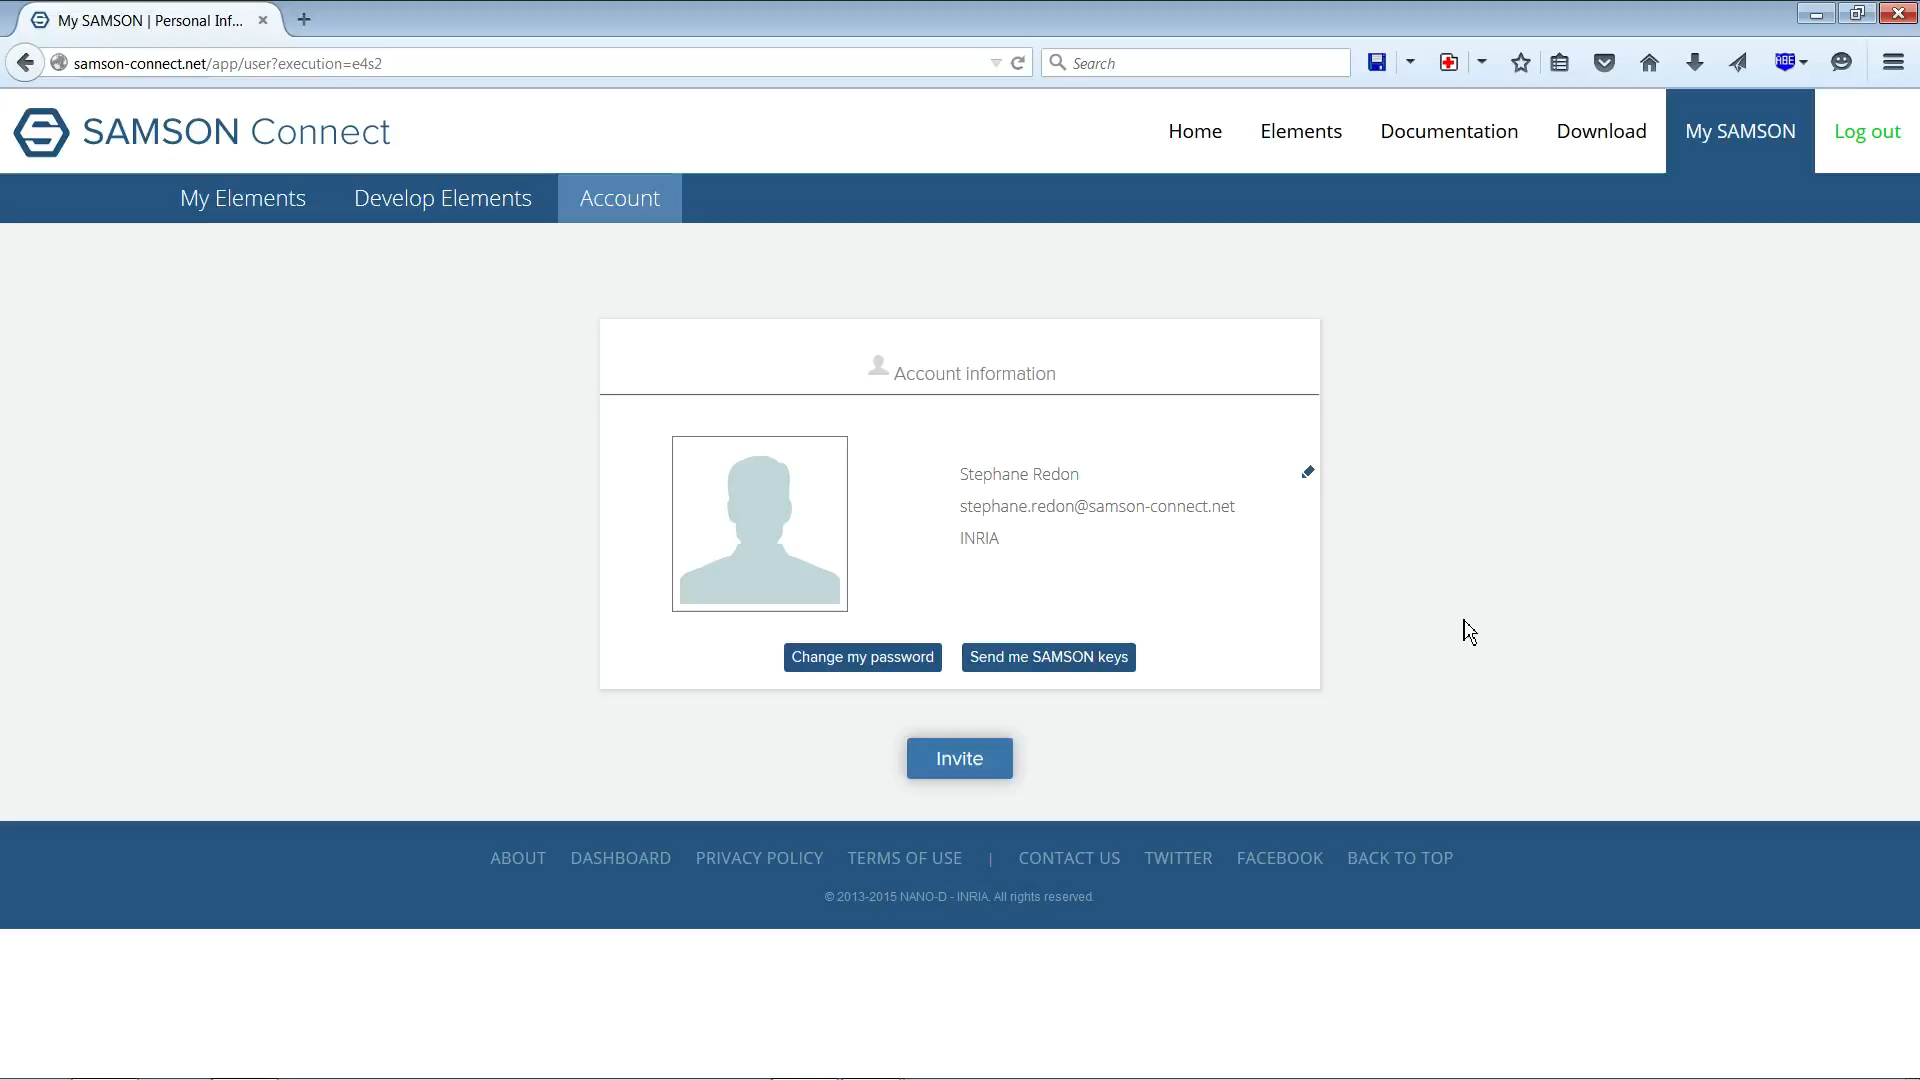 My SAMSON | Personal Inf...
samson-connect.net/app/user?execution=e4s2
Search
ABE
SAMSON Connect
Home Elements Documentation Download My SAMSON Log out
My Elements Develop Elements Account
Account information
Stephane Redon
stephane.redon@samson-connect.net
INRIA
Change my password Send me SAMSON keys
Invite
ABOUT DASHBOARD PRIVACY POLICY TERMS OF USE | CONTACT US TWITTER FACEBOOK BACK TO TOP
© 2013-2015 NANO-D - INRIA. All rights reserved.